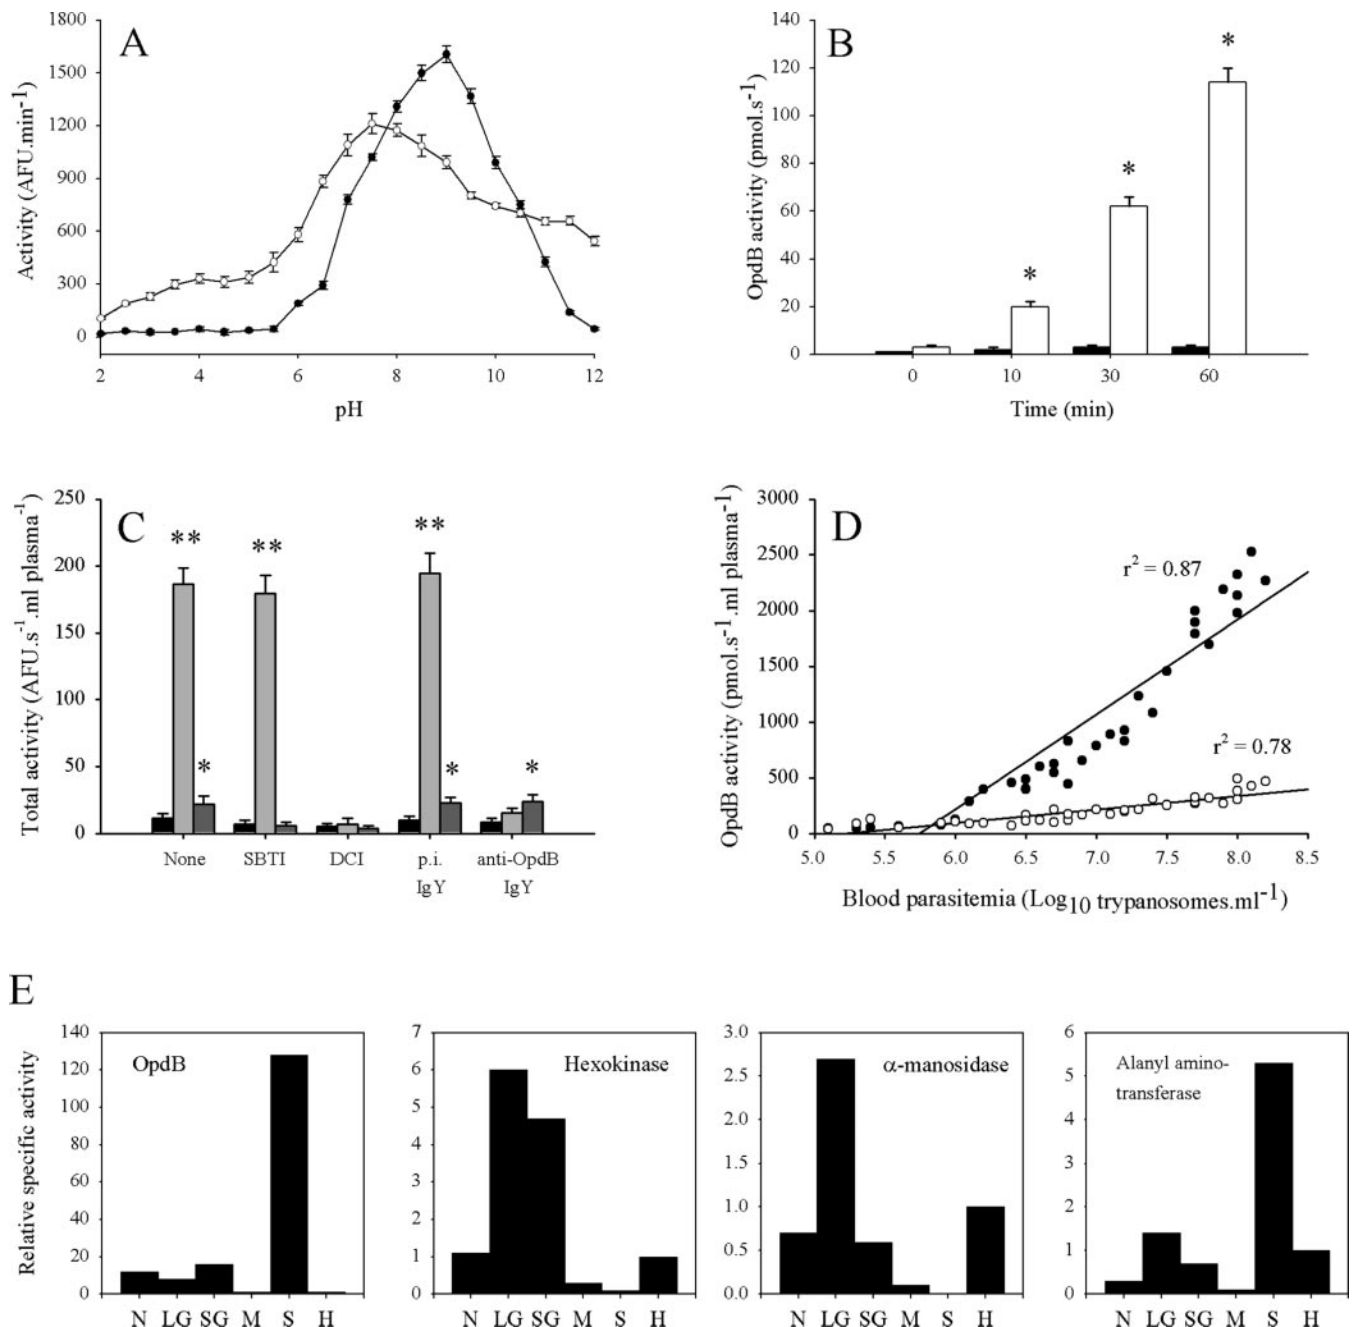 A
Activity (AFU.min⁻¹)
1800
1500
1200
900
600
300
0
2 4 6 8 10 12
pH
B
OpdB activity (pmol.s⁻¹)
140
120
100
80
60
40
20
0
* * *
0 10 30 60
Time (min)
C
Total activity (AFU.s⁻¹.ml plasma⁻¹)
250
200
150
100
50
0
** ** **
* * *
None SBTI DCI p.i. anti-OpdB
IgY IgY
D
OpdB activity (pmol.s⁻¹.ml plasma⁻¹)
3000
2500
2000
1500
1000
500
0
r² = 0.87
r² = 0.78
5.0 5.5 6.0 6.5 7.0 7.5 8.0 8.5
Blood parasitemia (Log₁₀ trypanosomes.ml⁻¹)
E
Relative specific activity
140
120
100
80
60
40
20
0
OpdB
N LG SG M S H
7
6
5
4
3
2
1
0
Hexokinase
N LG SG M S H
3.0
2.5
2.0
1.5
1.0
0.5
0.0
α-manosidase
N LG SG M S H
6
5
4
3
2
1
0
Alanyl amino-
transferase
N LG SG M S H